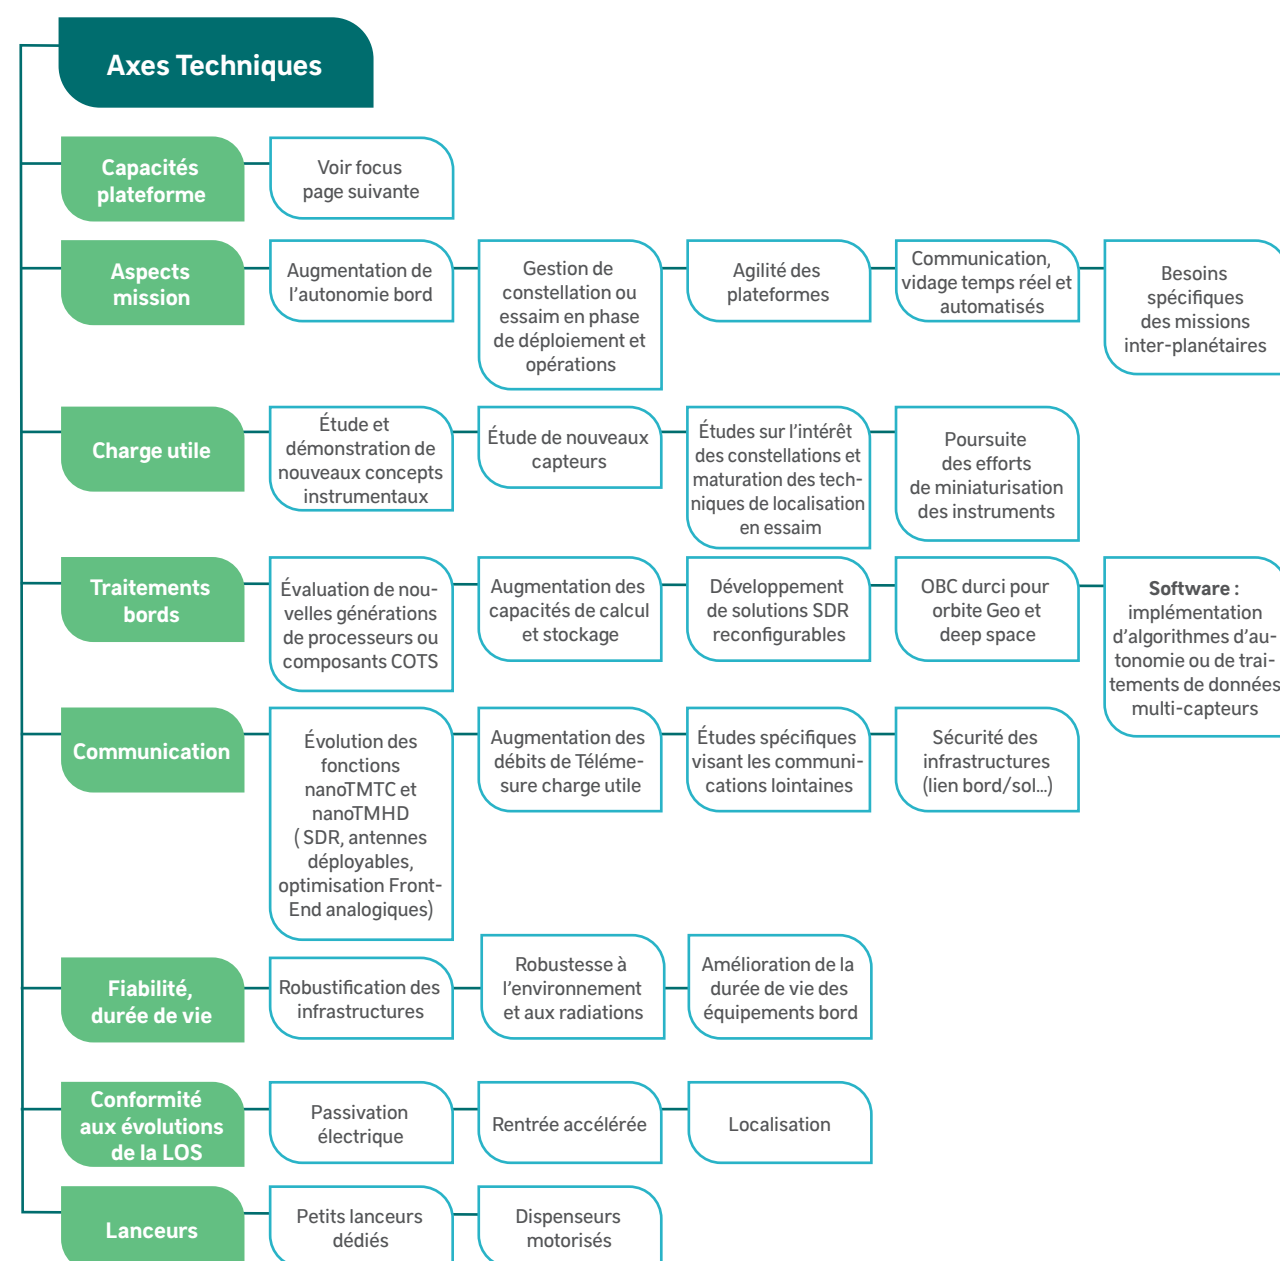 Axes Techniques
Capacités
plateforme
Voir focus
page suivante
Aspects
mission
Augmentation de
l'autonomie bord
Gestion de
constellation ou
essaim en phase
de déploiement et
opérations
Agilité des
plateformes
Communication,
vidage temps réel et
automatisés
Besoins
spécifiques
des missions
inter-planétaires
Charge utile
Étude et
démonstration de
nouveaux concepts
instrumentaux
Étude de nouveaux
capteurs
Études sur l'intérêt
des constellations et
maturation des tech-
niques de localisation
en essaim
Poursuite
des efforts
de miniaturisation
des instruments
Traitements
bords
Évaluation de nou-
velles générations
de processeurs ou
composants COTS
Augmentation des
capacités de calcul
et stockage
Développement
de solutions SDR
reconfigurables
OBC durci pour
orbite Geo et
deep space
Software :
implémentation
d'algorithmes d'au-
tonomie ou de trai-
tements de données
multi-capteurs
Communication
Évolution des
fonctions
nanoTMTC et
nanoTMHD
( SDR, antennes
déployables,
optimisation Front-
End analogiques)
Augmentation des
débits de Téléme-
sure charge utile
Études spécifiques
visant les communi-
cations lointaines
Sécurité des
infrastructures
(lien bord/sol...)
Fiabilité,
durée de vie
Robustification des
infrastructures
Robustesse à
l'environnement
et aux radiations
Amélioration de la
durée de vie des
équipements bord
Conformité
aux évolutions
de la LOS
Passivation
électrique
Rentrée accélérée
Localisation
Lanceurs
Petits lanceurs
dédiés
Dispenseurs
motorisés